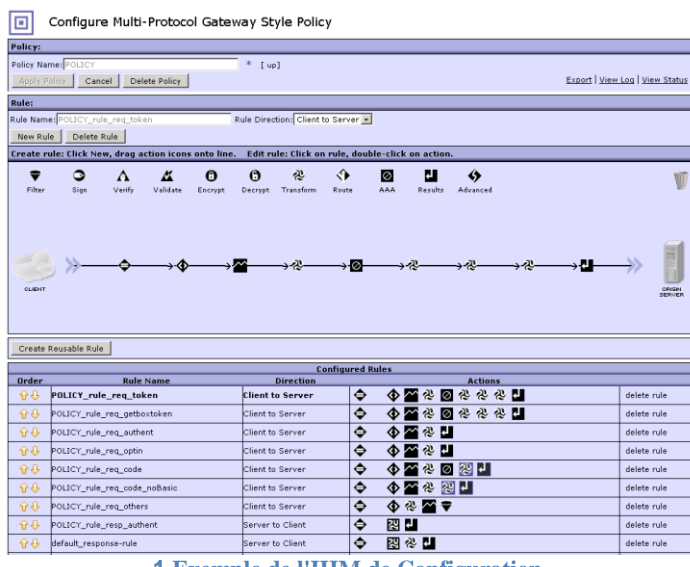 Configure Multi-Protocol Gateway Style Policy
Policy:
Policy Name: POLICY * [ up]
Apply Policy Cancel Delete Policy Export | View Log | View Status
Rule:
Rule Name: POLICY_rule_req_token Rule Direction: Client to Server
New Rule Delete Rule
Create rule: Click New, drag action icons onto line. Edit rule: Click on rule, double-click on action.
Filter Sign Verify Validate Encrypt Decrypt Transform Route AAA Results Advanced
CLIENT
ORIGIN
SERVER
Create Reusable Rule
Configured Rules
Order Rule Name Direction Actions
POLICY_rule_req_token Client to Server delete rule
POLICY_rule_req_getboxtoken Client to Server delete rule
POLICY_rule_req_authent Client to Server delete rule
POLICY_rule_req_optin Client to Server delete rule
POLICY_rule_req_code Client to Server delete rule
POLICY_rule_req_code_noBasic Client to Server delete rule
POLICY_rule_req_others Client to Server delete rule
POLICY_rule_resp_authent Server to Client delete rule
default_response-rule Server to Client delete rule
1 Exemple de l'IHM de Configuration